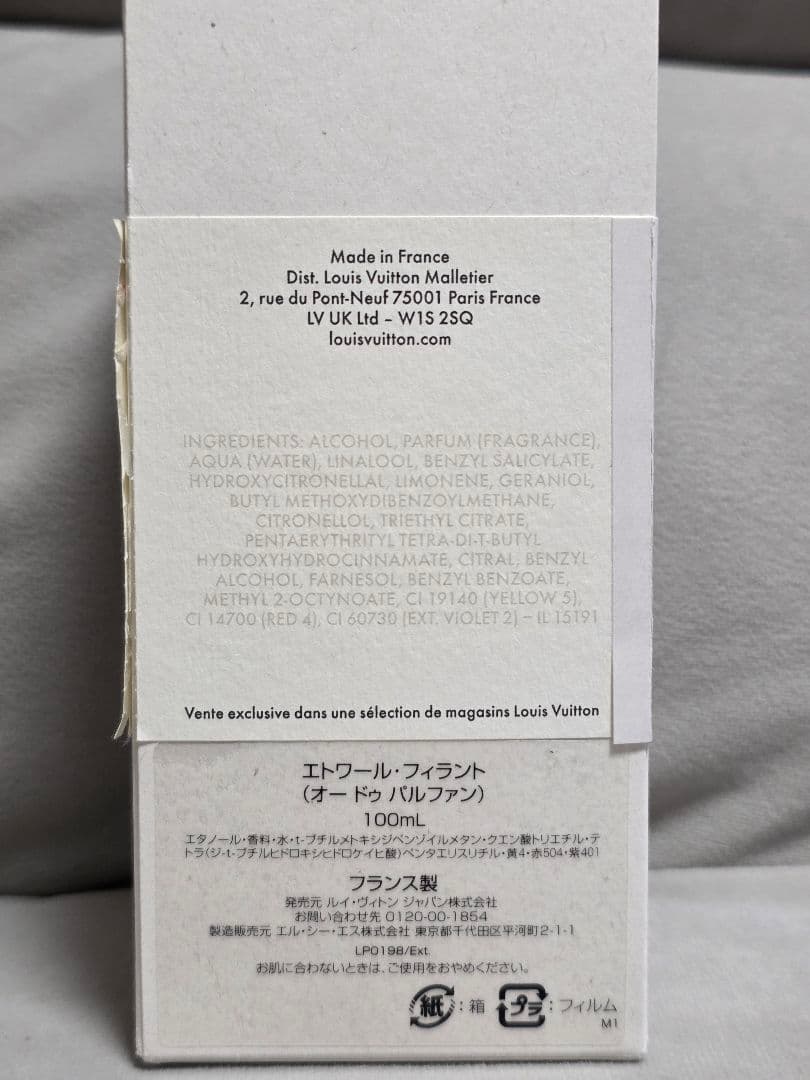 Made in France
Dist. Louis Vuitton Malletier
2, rue du Pont-Neuf 75001 Paris France
LV UK Ltd – W1S 2SQ
louisvuitton.com
INGREDIENTS: ALCOHOL, PARFUM (FRAGRANCE),
AQUA (WATER), LINALOOL, BENZYL SALICYLATE,
HYDROXYCITRONELLAL, LIMONENE, GERANIOL,
BUTYL METHOXYDIBENZOYLMETHANE,
CITRONELLOL, TRIETHYL CITRATE,
PENTAERYTHRITYL TETRA-DI-T-BUTYL
HYDROXYHYDROCINNAMATE, CITRAL, BENZYL
ALCOHOL, FARNESOL, BENZYL BENZOATE,
METHYL 2-OCTYNOATE, CI 19140 (YELLOW 5),
CI 14700 (RED 4), CI 60730 (EXT. VIOLET 2) – IL 15191
Vente exclusive dans une sélection de magasins Louis Vuitton
エトワール・フィラント
（オー ドゥ パルファン）
100mL
エタノール・香料・水・t-ブチルメトキシジベンゾイルメタン・クエン酸トリエチル・テ
トラ(ジ-t-ブチルヒドロキシヒドロケイヒ酸)ペンタエリスリチル・黄4・赤504・紫401
フランス製
発売元 ルイ・ヴィトン ジャパン株式会社
お問い合わせ先 0120-00-1854
製造販売元 エル・シー・エス株式会社 東京都千代田区平河町2-1-1
LP0198/Ext.
お肌に合わないときは、ご使用をおやめください。
紙：箱 プラ：フィルム
M1